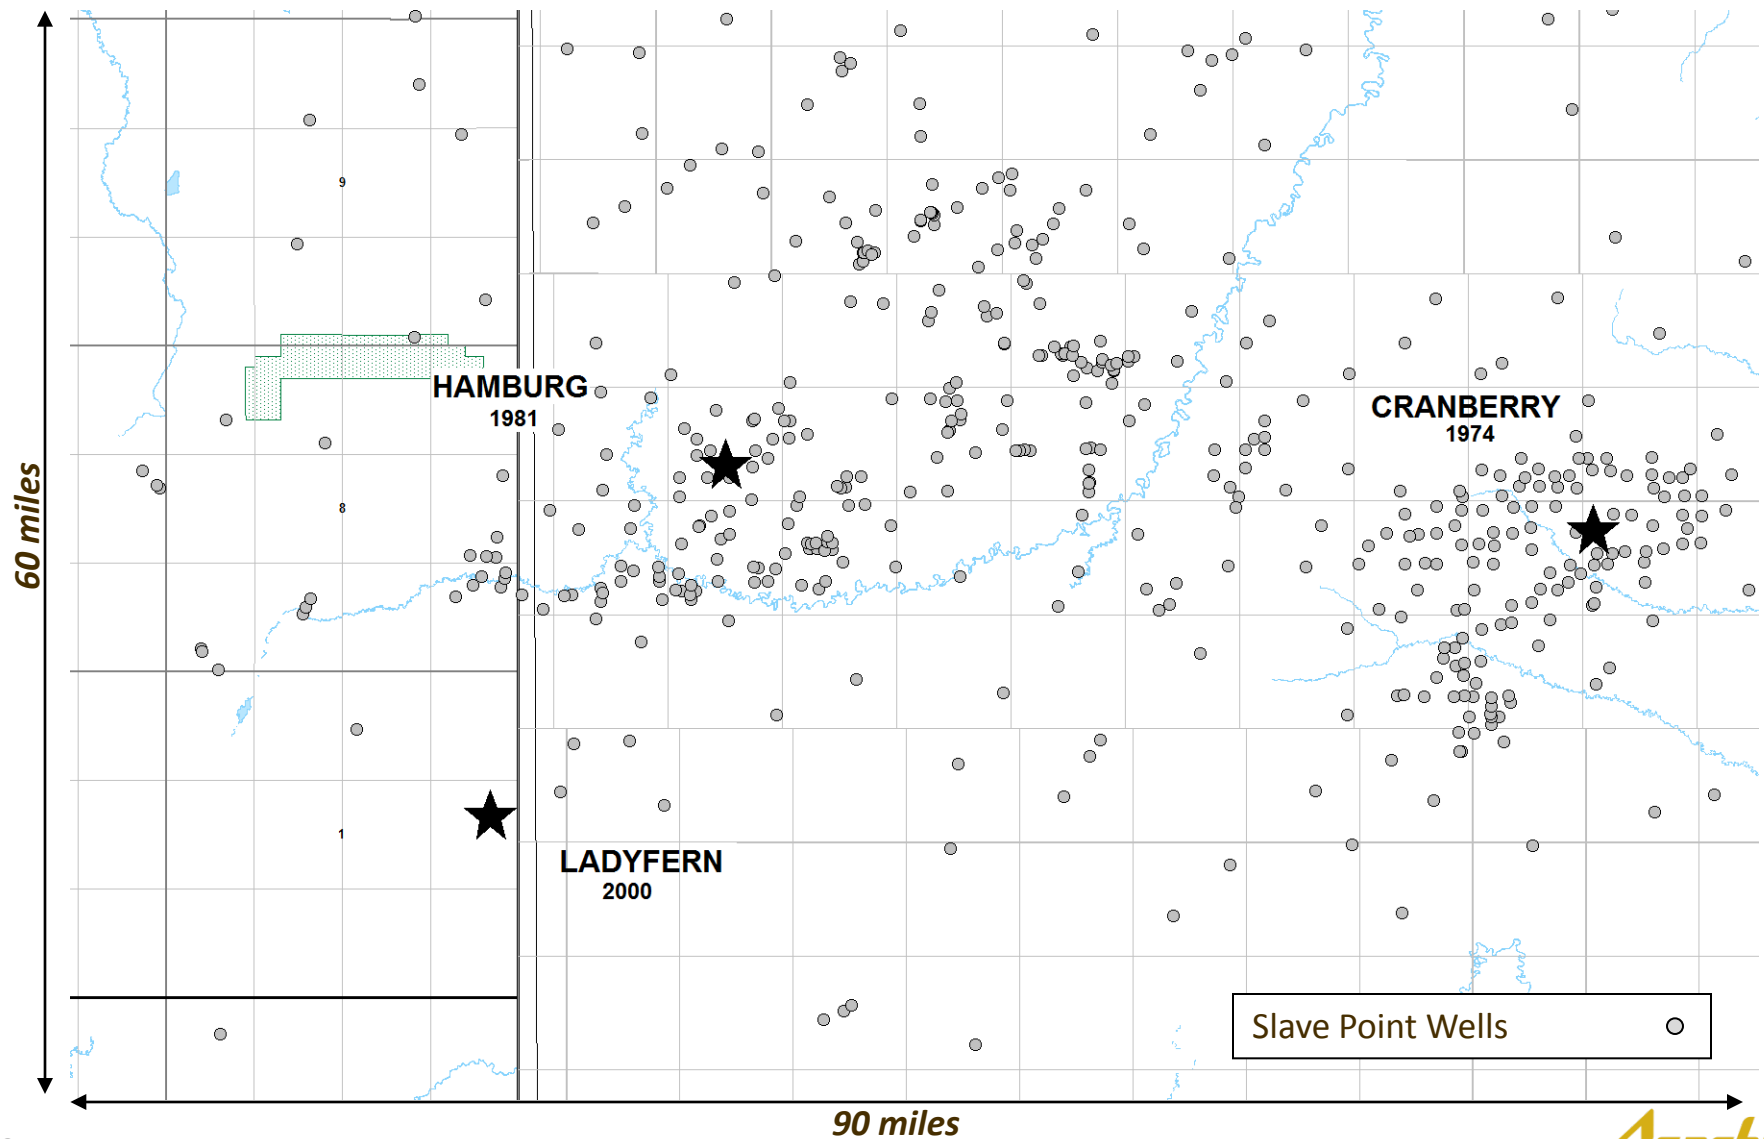 9
HAMBURG
1981
CRANBERRY
1974
60 miles
8
1
LADYFERN
2000
Slave Point Wells
90 miles